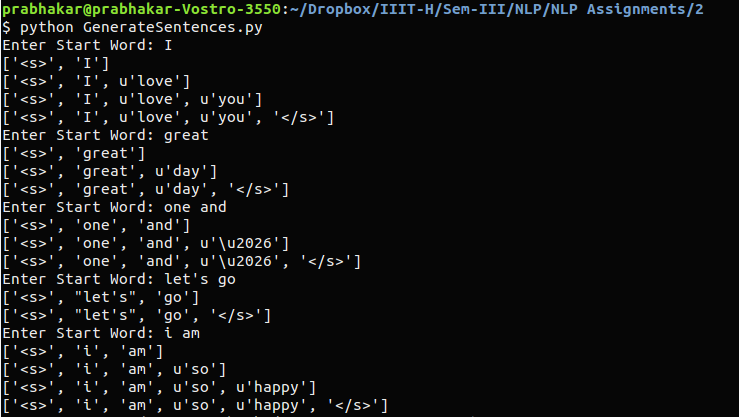 prabhakar@prabhakar-Vostro-3550:~/Dropbox/IIIT-H/Sem-III/NLP/NLP Assignments/2
$ python GenerateSentences.py
Enter Start Word: I
['<s>', 'I']
['<s>', 'I', u'love']
['<s>', 'I', u'love', u'you']
['<s>', 'I', u'love', u'you', '</s>']
Enter Start Word: great
['<s>', 'great']
['<s>', 'great', u'day']
['<s>', 'great', u'day', '</s>']
Enter Start Word: one and
['<s>', 'one', 'and']
['<s>', 'one', 'and', u'\u2026']
['<s>', 'one', 'and', u'\u2026', '</s>']
Enter Start Word: let's go
['<s>', "let's", 'go']
['<s>', "let's", 'go', '</s>']
Enter Start Word: i am
['<s>', 'i', 'am']
['<s>', 'i', 'am', u'so']
['<s>', 'i', 'am', u'so', u'happy']
['<s>', 'i', 'am', u'so', u'happy', '</s>']